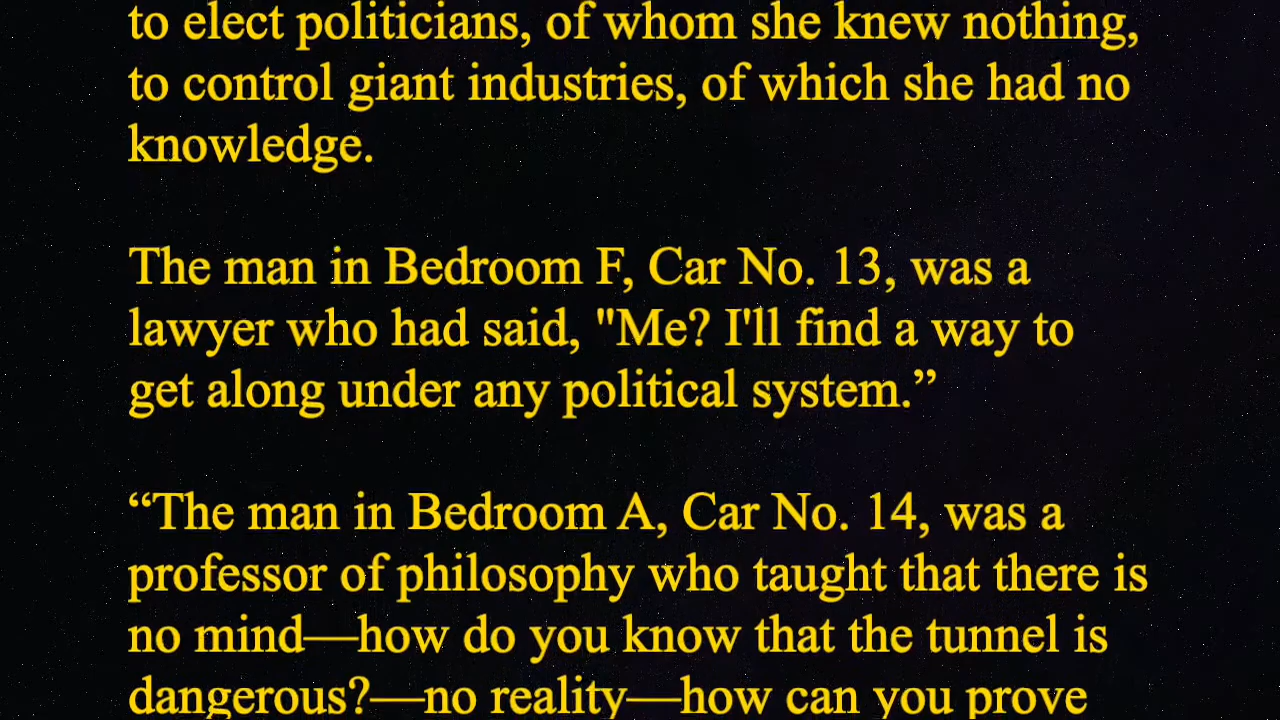 to elect politicians, of whom she knew nothing,
to control giant industries, of which she had no
knowledge.
The man in Bedroom F, Car No. 13, was a
lawyer who had said, "Me? I'll find a way to
get along under any political system.”
“The man in Bedroom A, Car No. 14, was a
professor of philosophy who taught that there is
no mind—how do you know that the tunnel is
dangerous?—no reality—how can you prove